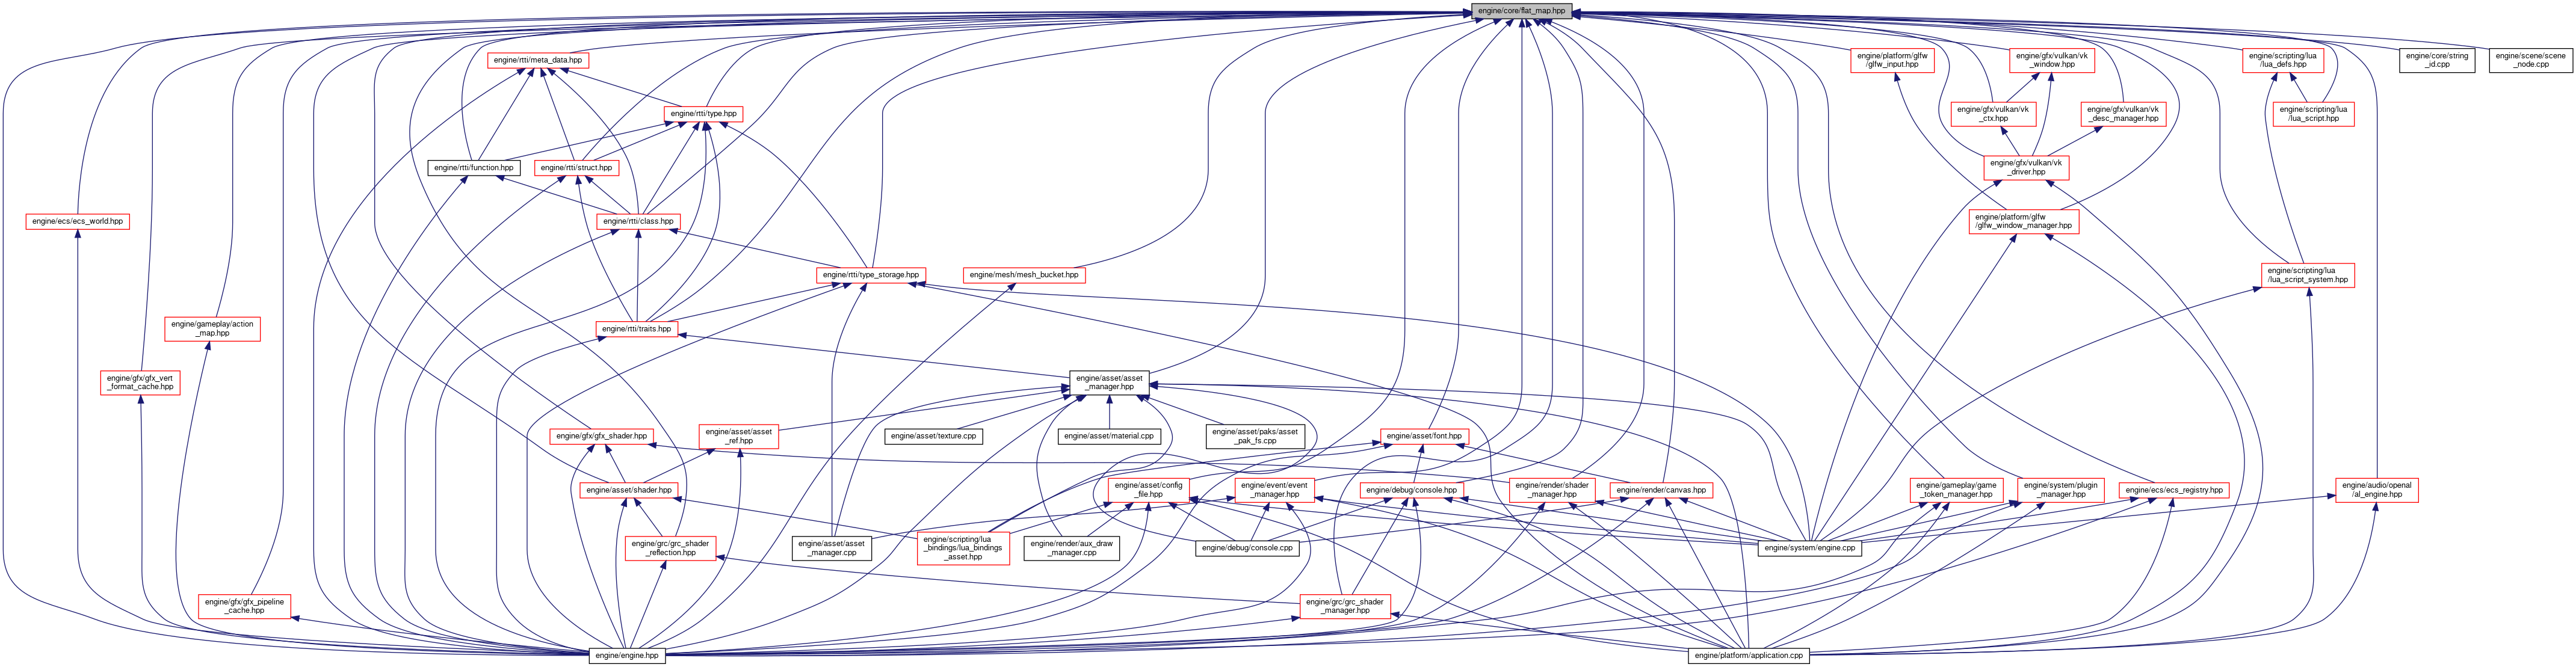 engine/core/flat_map.hpp
engine/rtti/meta_data.hpp
engine/platform/glfw
/glfw_input.hpp
engine/gfx/vulkan/vk
_window.hpp
engine/scripting/lua
/lua_defs.hpp
engine/core/string
_id.cpp
engine/scene/scene
_node.cpp
engine/rtti/type.hpp
engine/gfx/vulkan/vk
_ctx.hpp
engine/gfx/vulkan/vk
_desc_manager.hpp
engine/scripting/lua
/lua_script.hpp
engine/rtti/function.hpp
engine/rtti/struct.hpp
engine/gfx/vulkan/vk
_driver.hpp
engine/ecs/ecs_world.hpp
engine/rtti/class.hpp
engine/platform/glfw
/glfw_window_manager.hpp
engine/rtti/type_storage.hpp
engine/mesh/mesh_bucket.hpp
engine/scripting/lua
/lua_script_system.hpp
engine/gameplay/action
_map.hpp
engine/rtti/traits.hpp
engine/gfx/gfx_vert
_format_cache.hpp
engine/asset/asset
_manager.hpp
engine/gfx/gfx_shader.hpp
engine/asset/asset
_ref.hpp
engine/asset/texture.cpp
engine/asset/material.cpp
engine/asset/paks/asset
_pak_fs.cpp
engine/asset/font.hpp
engine/asset/shader.hpp
engine/asset/config
_file.hpp
engine/event/event
_manager.hpp
engine/debug/console.hpp
engine/render/shader
_manager.hpp
engine/render/canvas.hpp
engine/gameplay/game
_token_manager.hpp
engine/system/plugin
_manager.hpp
engine/ecs/ecs_registry.hpp
engine/audio/openal
/al_engine.hpp
engine/grc/grc_shader
_reflection.hpp
engine/asset/asset
_manager.cpp
engine/scripting/lua
_bindings/lua_bindings
_asset.hpp
engine/render/aux_draw
_manager.cpp
engine/debug/console.cpp
engine/system/engine.cpp
engine/gfx/gfx_pipeline
_cache.hpp
engine/grc/grc_shader
_manager.hpp
engine/engine.hpp
engine/platform/application.cpp